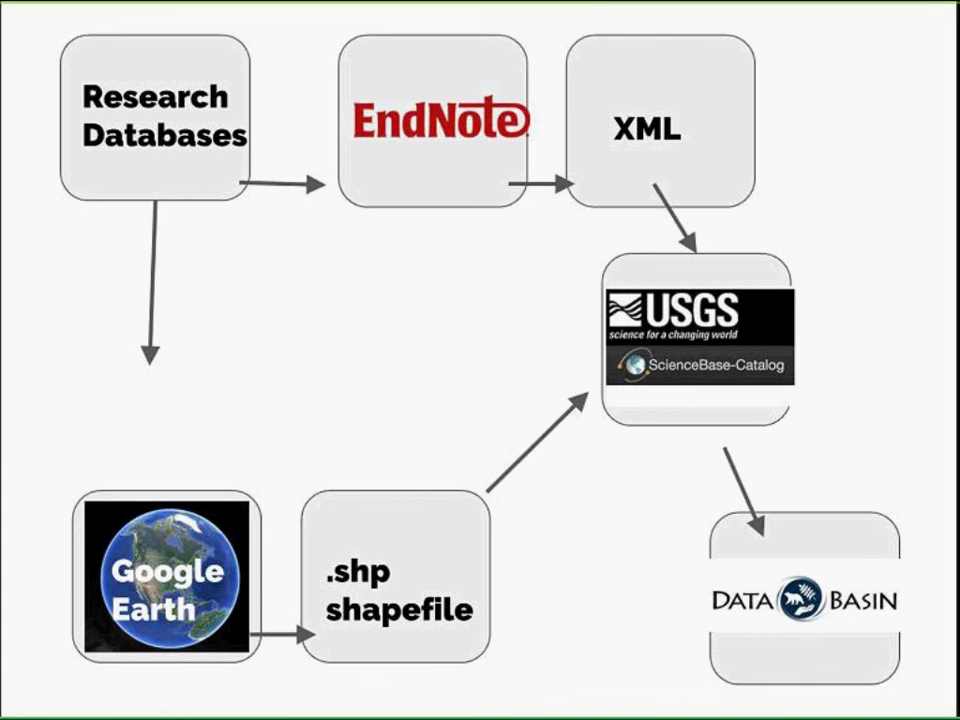 Research
Databases
EndNote
XML
USGS
science for a changing world
ScienceBase-Catalog
Google
Earth
.shp
shapefile
DATA BASIN